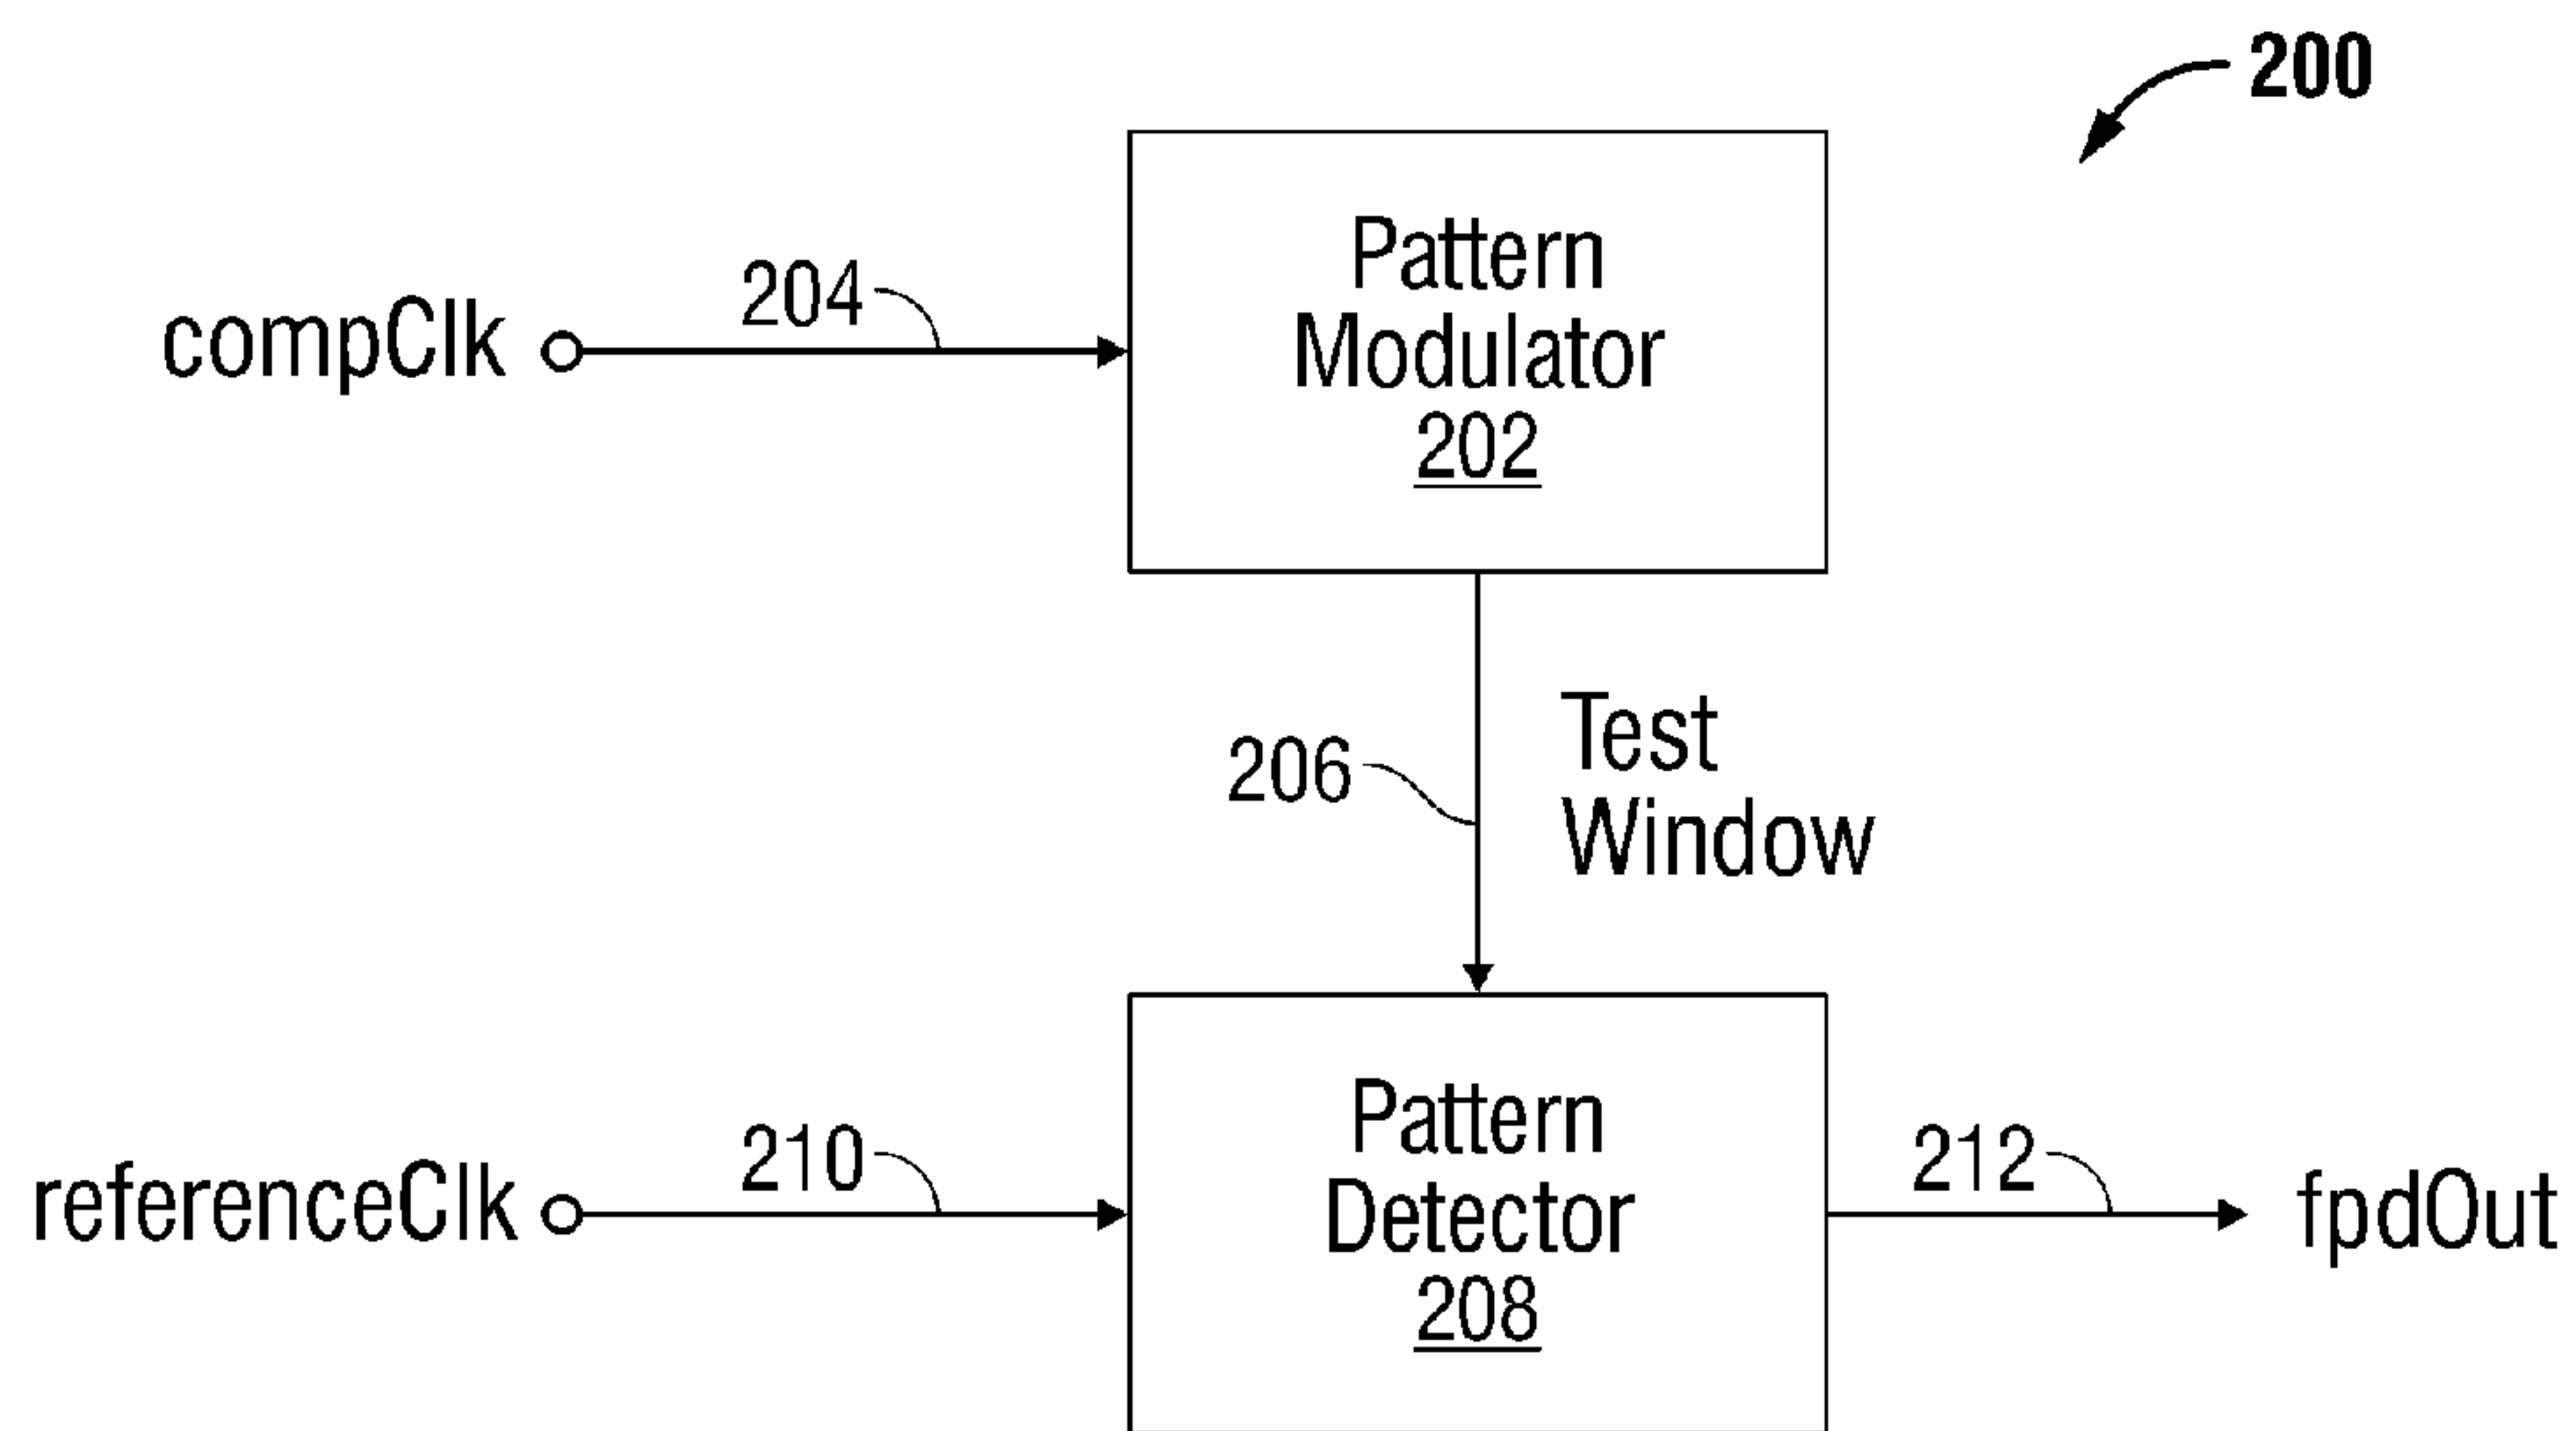 200
Pattern
Modulator
202
compClk
204
206
Test
Window
Pattern
Detector
208
referenceClk
210
212
fpdOut